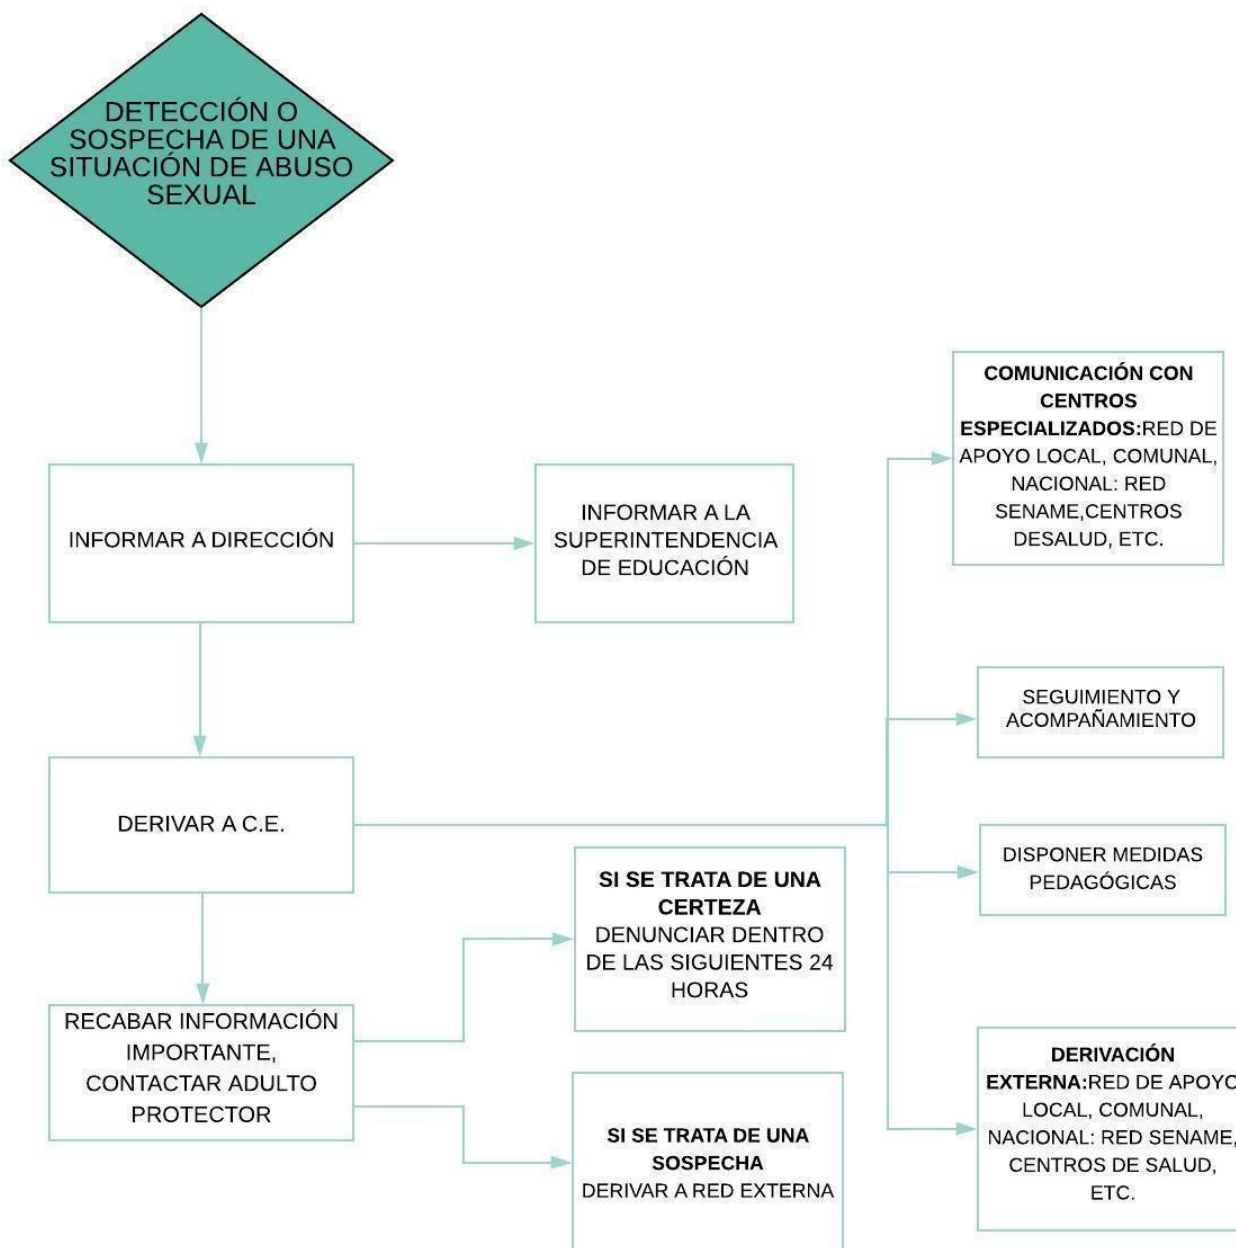 DETECCIÓN O
SOSPECHA DE UNA
SITUACIÓN DE ABUSO
SEXUAL
INFORMAR A DIRECCIÓN
INFORMAR A LA
SUPERINTENDENCIA
DE EDUCACIÓN
COMUNICACIÓN CON
CENTROS
ESPECIALIZADOS:RED DE
APOYO LOCAL, COMUNAL,
NACIONAL: RED
SENAME,CENTROS
DESALUD, ETC.
SEGUIMIENTO Y
ACOMPAÑAMIENTO
DERIVAR A C.E.
DISPONER MEDIDAS
PEDAGÓGICAS
SI SE TRATA DE UNA
CERTEZA
DENUNCIAR DENTRO
DE LAS SIGUIENTES 24
HORAS
RECABAR INFORMACIÓN
IMPORTANTE,
CONTACTAR ADULTO
PROTECTOR
SI SE TRATA DE UNA
SOSPECHA
DERIVAR A RED EXTERNA
DERIVACIÓN
EXTERNA:RED DE APOYO
LOCAL, COMUNAL,
NACIONAL: RED SENAME,
CENTROS DE SALUD,
ETC.